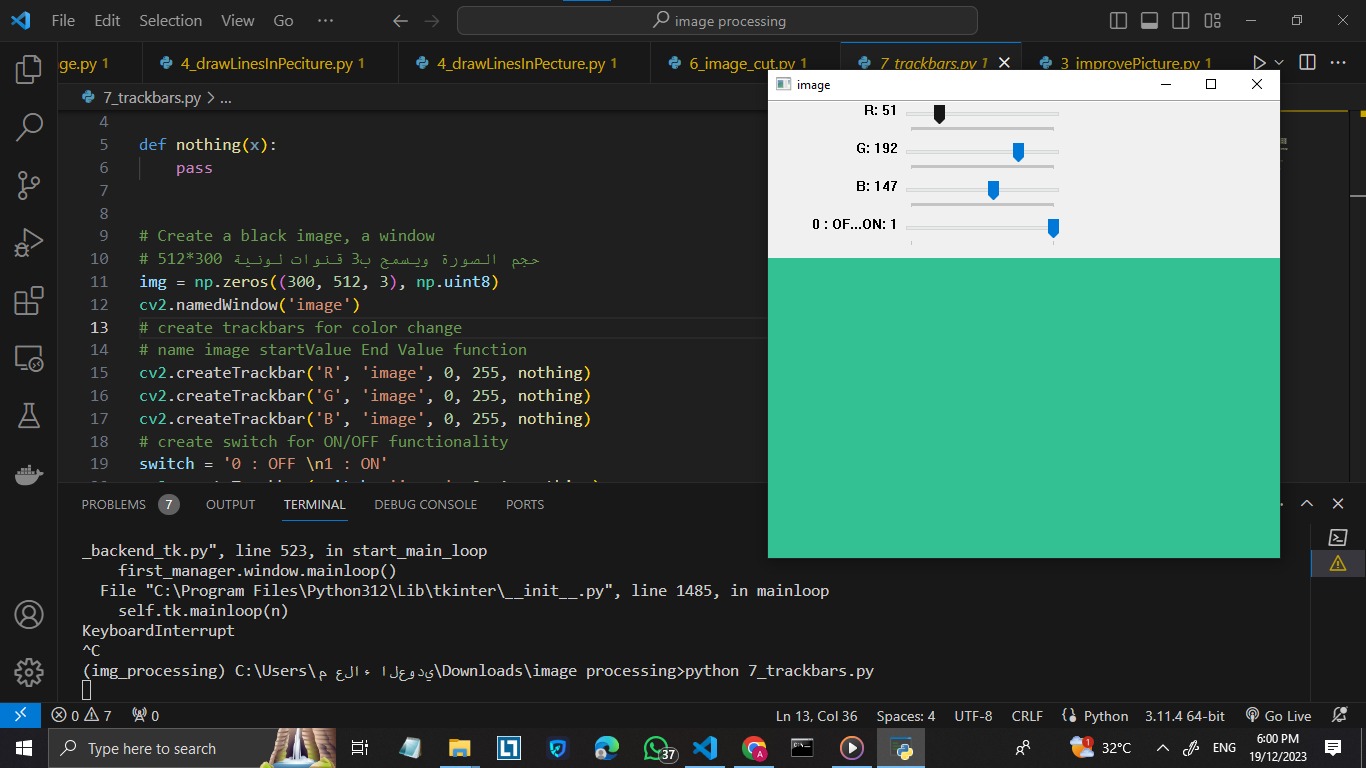 File Edit Selection View Go ··· image processing
ge.py 1 4_drawLinesInPeciture.py 1 4_drawLinesInPecture.py 1 6_image_cut.py 1 7_trackbars.py 1 3_improvePicture.py 1
7_trackbars.py > ...
4
5 def nothing(x):
6 pass
7
8
9 # Create a black image, a window
10 # حجم الصورة ويسمح ب3 قنوات لونية 300*512
11 img = np.zeros((300, 512, 3), np.uint8)
12 cv2.namedWindow('image')
13 # create trackbars for color change
14 # name image startValue End Value function
15 cv2.createTrackbar('R', 'image', 0, 255, nothing)
16 cv2.createTrackbar('G', 'image', 0, 255, nothing)
17 cv2.createTrackbar('B', 'image', 0, 255, nothing)
18 # create switch for ON/OFF functionality
19 switch = '0 : OFF \n1 : ON'
image
R: 51
G: 192
B: 147
0 : OF...ON: 1
PROBLEMS 7 OUTPUT TERMINAL DEBUG CONSOLE PORTS
_backend_tk.py", line 523, in start_main_loop
first_manager.window.mainloop()
File "C:\Program Files\Python312\Lib\tkinter\__init__.py", line 1485, in mainloop
self.tk.mainloop(n)
KeyboardInterrupt
^C
(img_processing) C:\Users\م علاء العودي\Downloads\image processing>python 7_trackbars.py
0 7 0 Ln 13, Col 36 Spaces: 4 UTF-8 CRLF Python 3.11.4 64-bit Go Live
Type here to search 37 32°C ENG 6:00 PM
19/12/2023